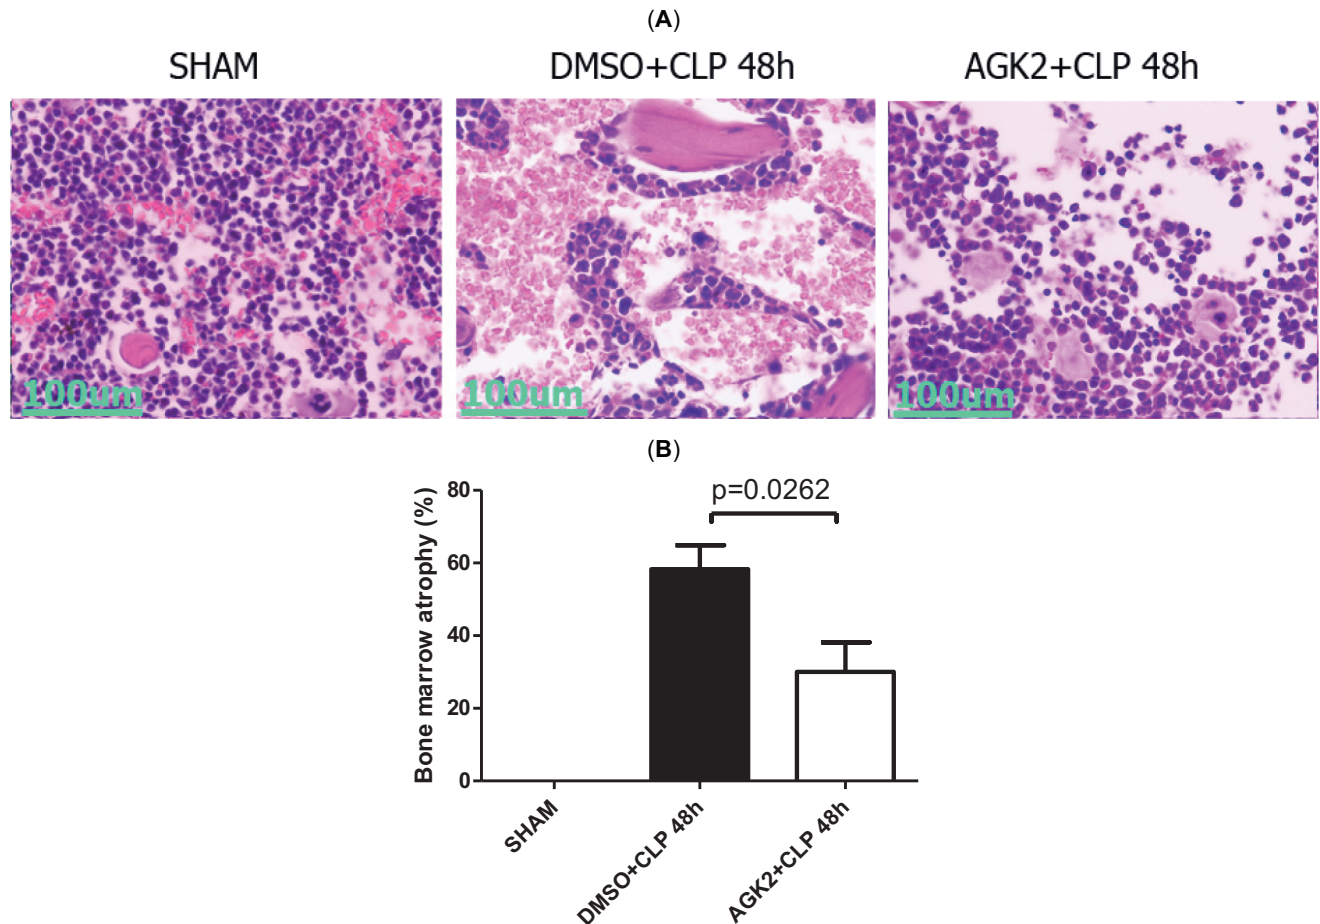 (A)
SHAM DMSO+CLP 48h AGK2+CLP 48h
100um 100um 100um
(B)
p=0.0262
Bone marrow atrophy (%)
80
60
40
20
0
SHAM
DMSO+CLP 48h
AGK2+CLP 48h